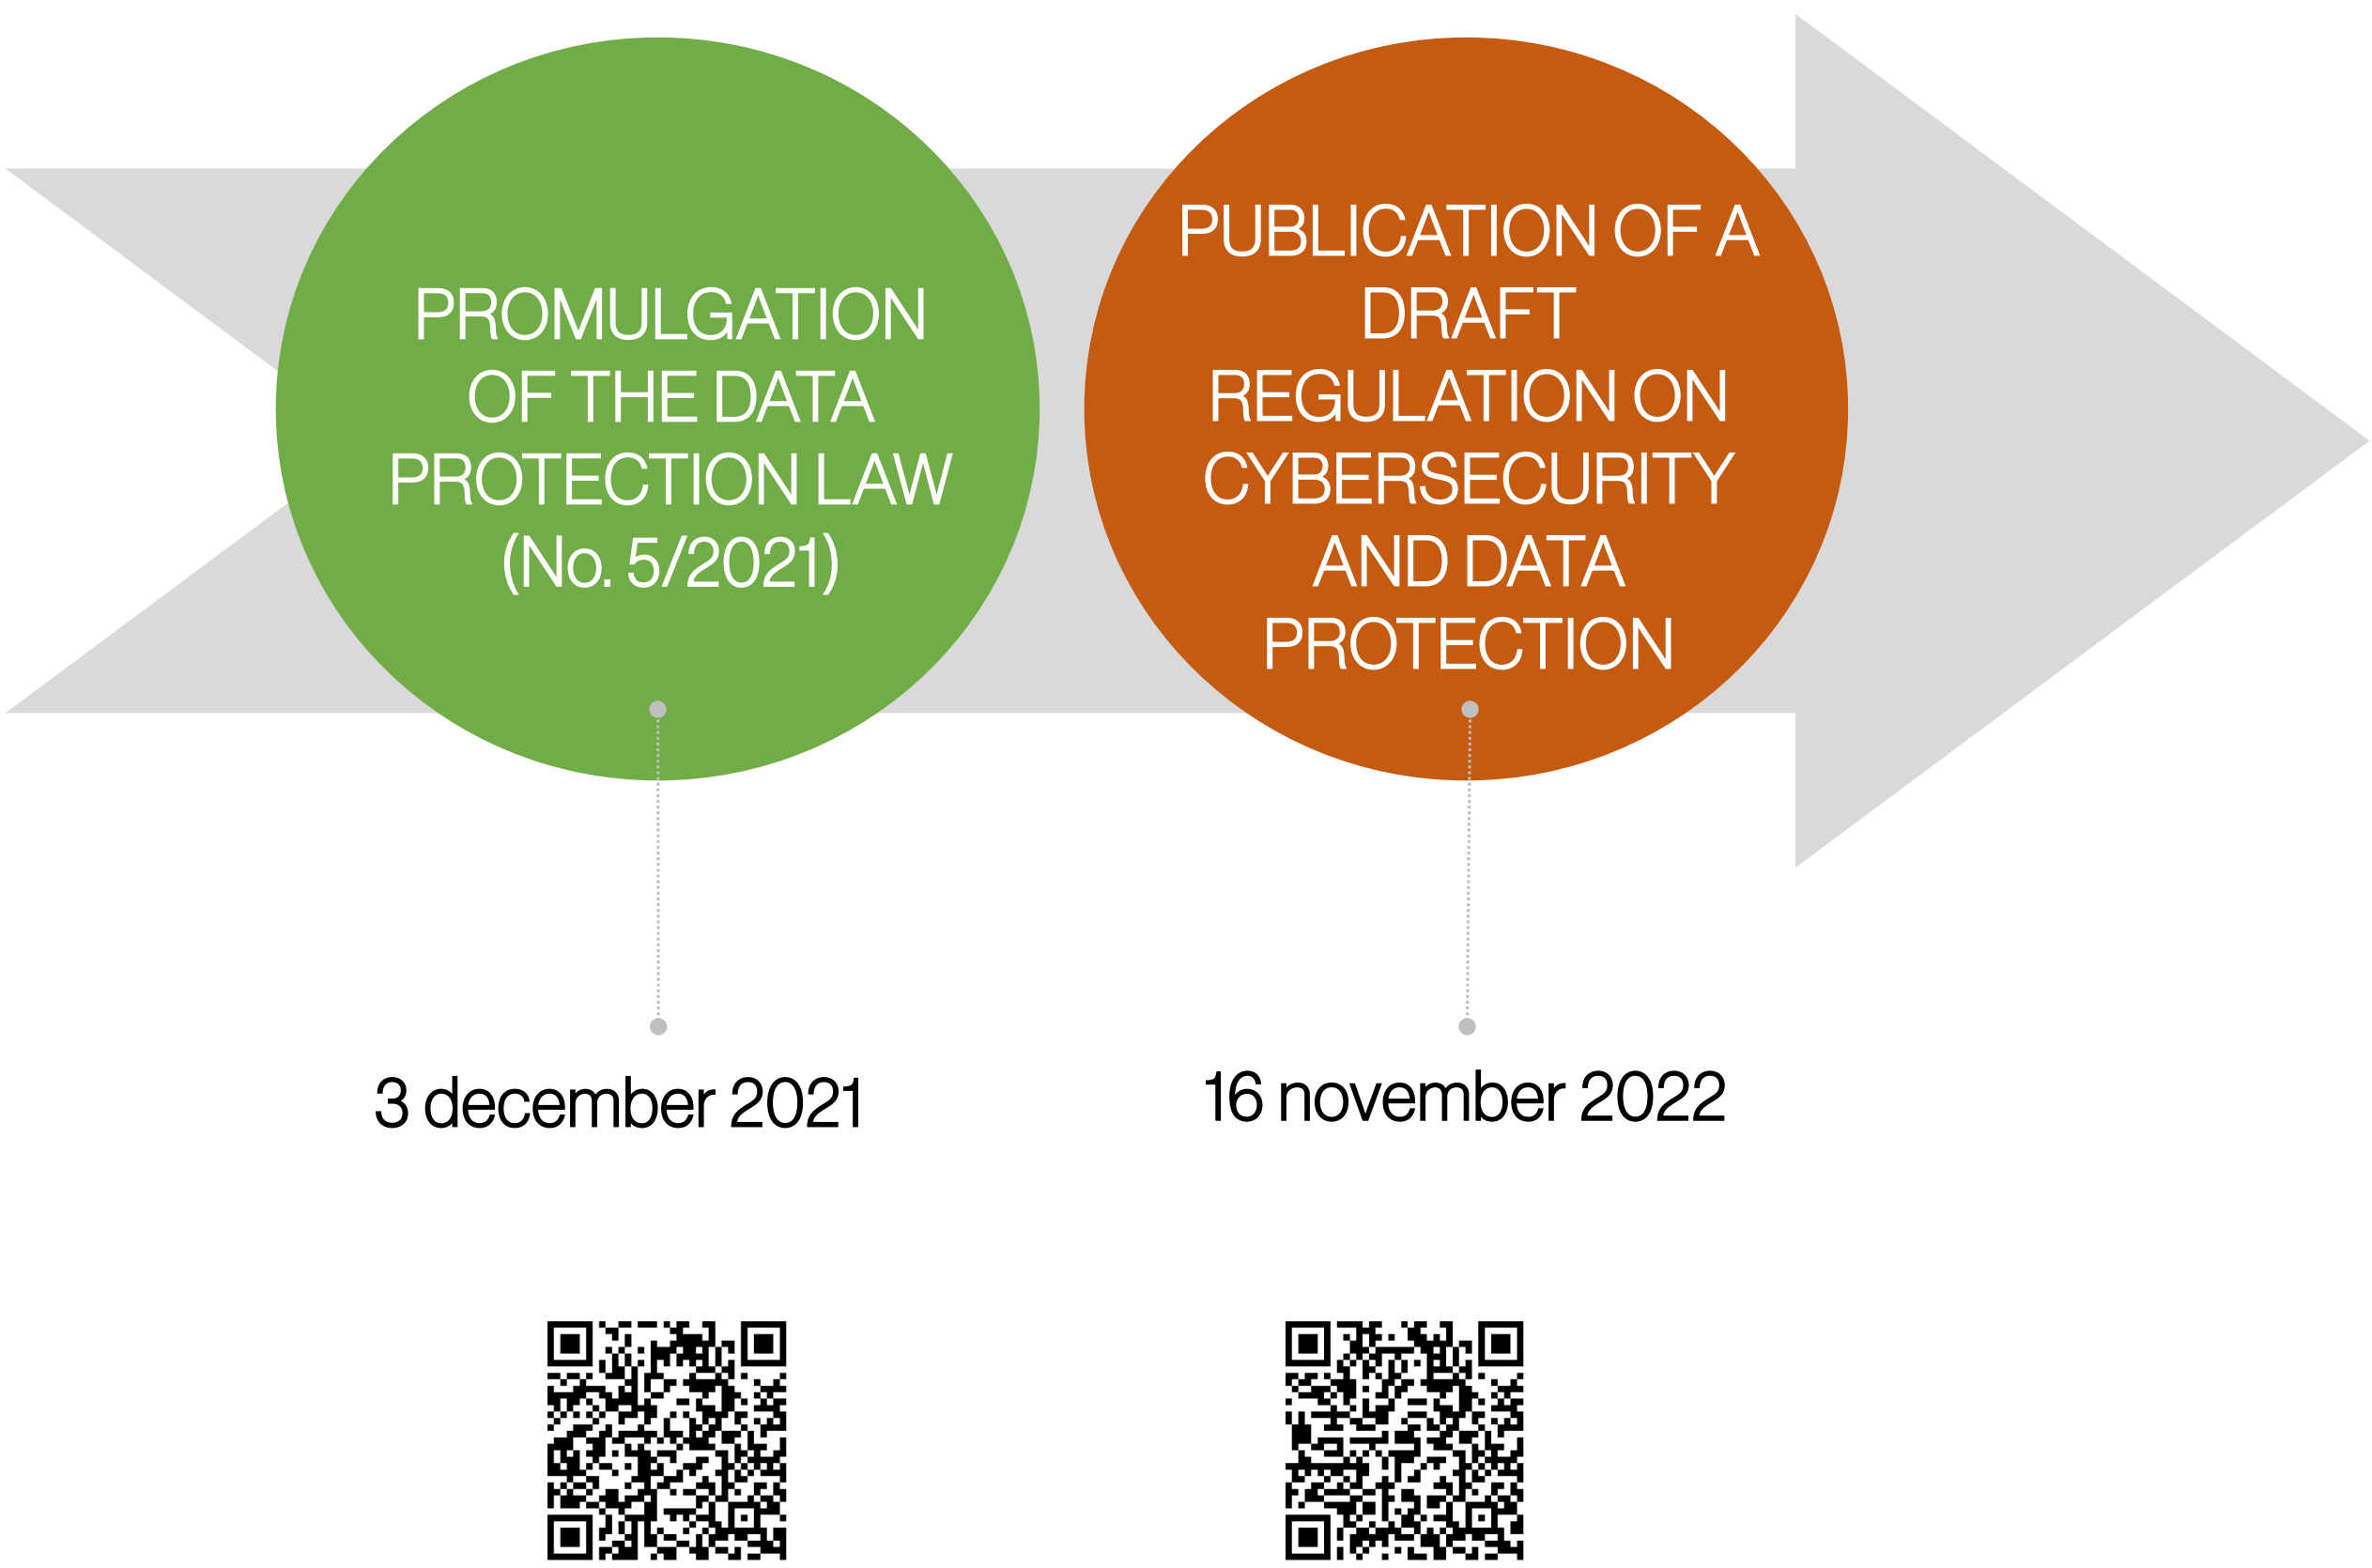 PROMULGATION
OF THE DATA
PROTECTION LAW
(No. 5/2021)
PUBLICATION OF A
DRAFT
REGULATION ON
CYBERSECURITY
AND DATA
PROTECTION
3 december 2021
16 november 2022